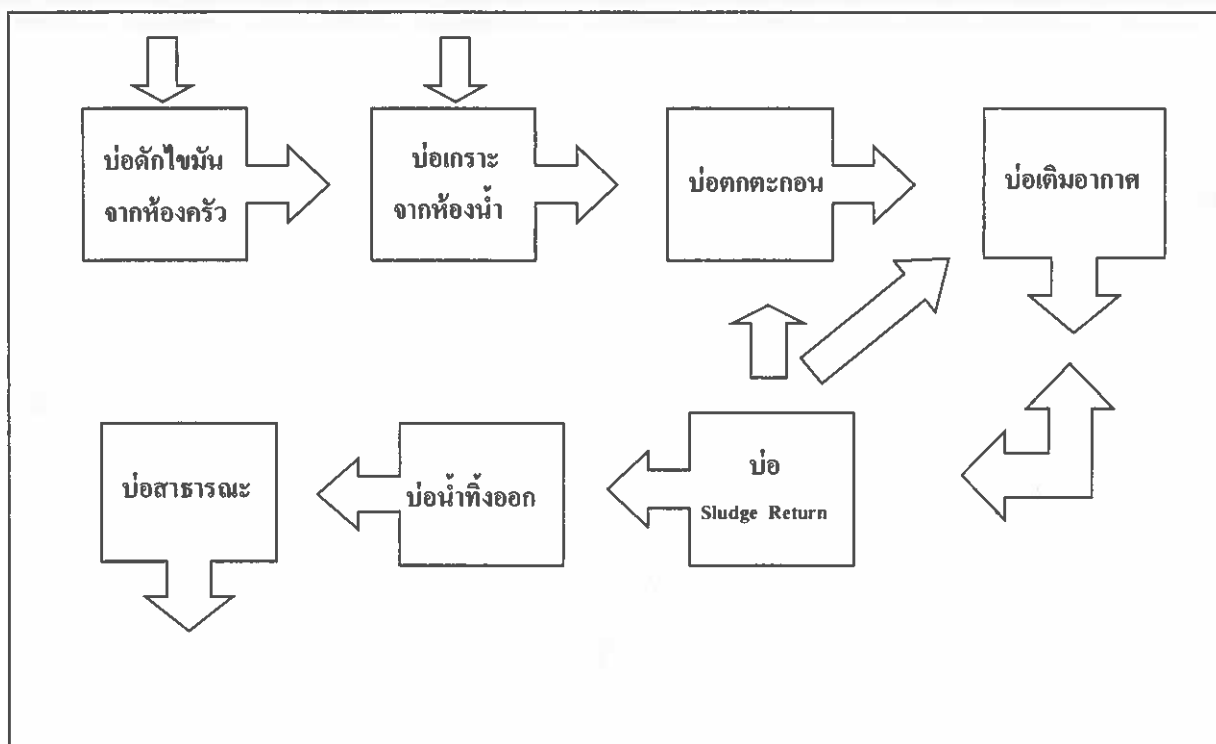 บ่อดักไขมัน
จากห้องครัว
บ่อเกราะ
จากห้องน้ำ
บ่อตกตะกอน
บ่อเติมอากาศ
บ่อ
Sludge Return
บ่อน้ำทิ้งออก
บ่อสาธารณะ